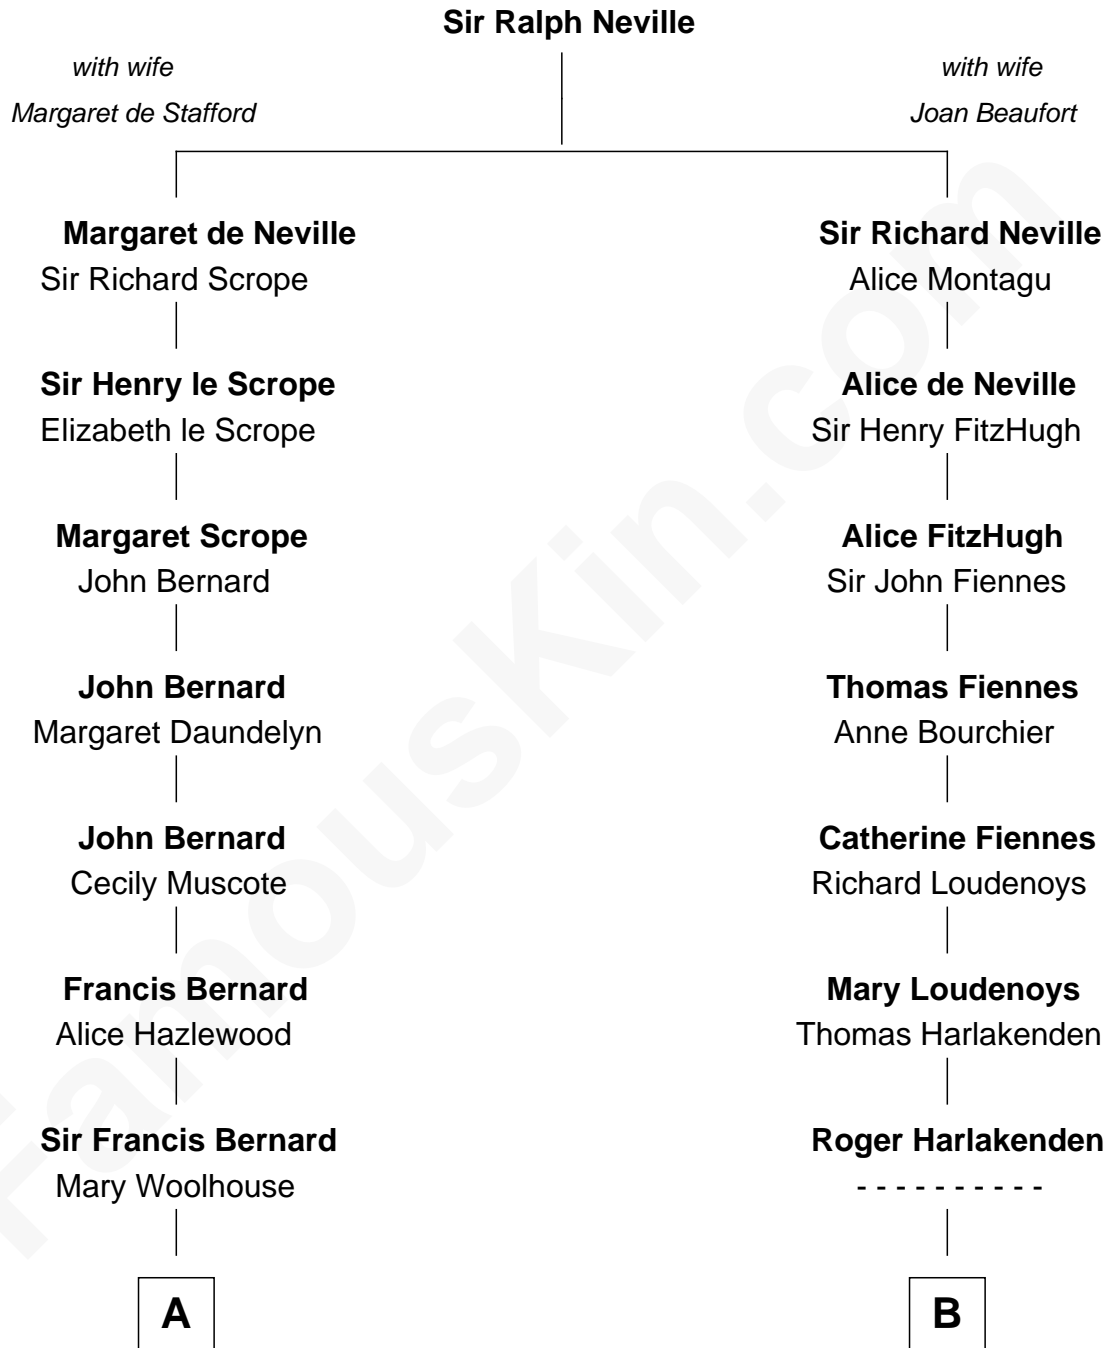 Sir Ralph Neville
with wife
Margaret de Stafford
with wife
Joan Beaufort
Margaret de Neville
Sir Richard Scrope
Sir Richard Neville
Alice Montagu
Sir Henry le Scrope
Elizabeth le Scrope
Alice de Neville
Sir Henry FitzHugh
Margaret Scrope
John Bernard
Alice FitzHugh
Sir John Fiennes
John Bernard
Margaret Daundelyn
Thomas Fiennes
Anne Bourchier
John Bernard
Cecily Muscote
Catherine Fiennes
Richard Loudenoys
Francis Bernard
Alice Hazlewood
Mary Loudenoys
Thomas Harlakenden
Sir Francis Bernard
Mary Woolhouse
Roger Harlakenden
- - - - - - - - - -
A
B
FamousKin.com